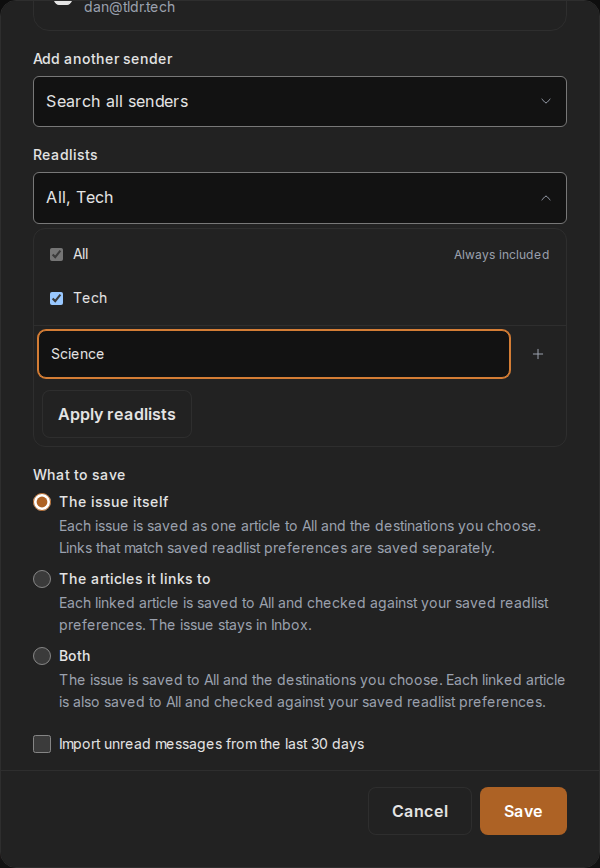 dan@tldr.tech
Add another sender
Search all senders
Readlists
All, Tech
All
Always included
Tech
Science
+
Apply readlists
What to save
The issue itself
Each issue is saved as one article to All and the destinations you choose.
Links that match saved readlist preferences are saved separately.
The articles it links to
Each linked article is saved to All and checked against your saved readlist
preferences. The issue stays in Inbox.
Both
The issue is saved to All and the destinations you choose. Each linked article
is also saved to All and checked against your saved readlist preferences.
Import unread messages from the last 30 days
Cancel
Save